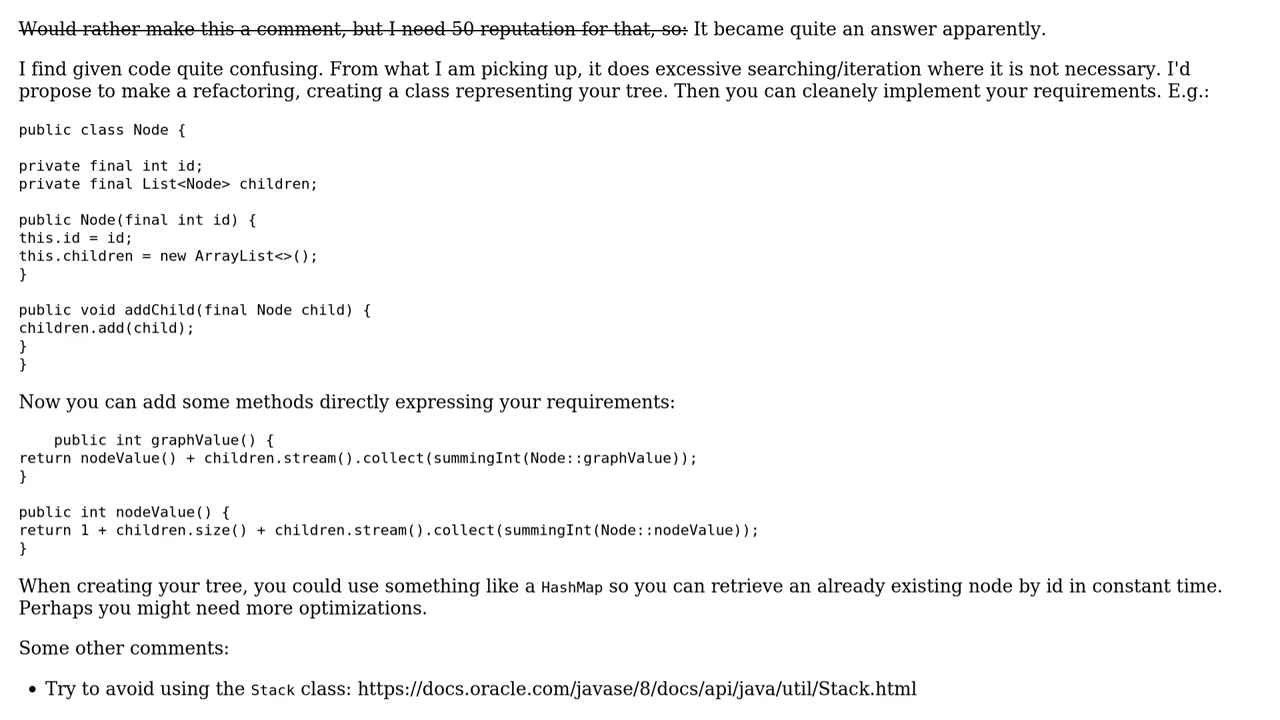 Would rather make this a comment, but I need 50 reputation for that, so: It became quite an answer apparently.
I find given code quite confusing. From what I am picking up, it does excessive searching/iteration where it is not necessary. I'd
propose to make a refactoring, creating a class representing your tree. Then you can cleanely implement your requirements. E.g.:
public class Node {
private final int id;
private final List<Node> children;
public Node(final int id) {
this.id = id;
this.children = new ArrayList<>();
}
public void addChild(final Node child) {
children.add(child);
}
}
Now you can add some methods directly expressing your requirements:
public int graphValue() {
return nodeValue() + children.stream().collect(summingInt(Node::graphValue));
}
public int nodeValue() {
return 1 + children.size() + children.stream().collect(summingInt(Node::nodeValue));
}
When creating your tree, you could use something like a HashMap so you can retrieve an already existing node by id in constant time.
Perhaps you might need more optimizations.
Some other comments:
• Try to avoid using the Stack class: https://docs.oracle.com/javase/8/docs/api/java/util/Stack.html